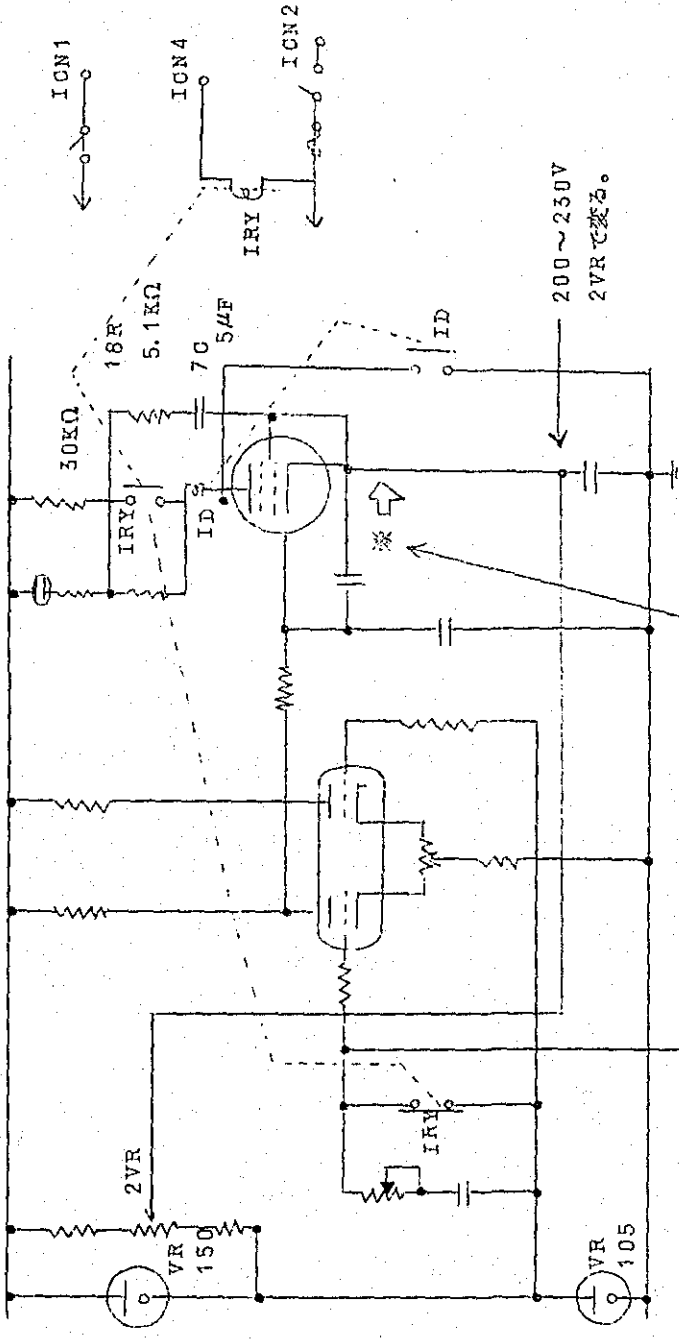 ICN1
ICN4
ICN2
IRY
18R
5.1KΩ
7C
5μF
30KΩ
IRY
ID
ID
※
200~230V
2VRで変る。
2VR
VR
150
IRY
VR
105